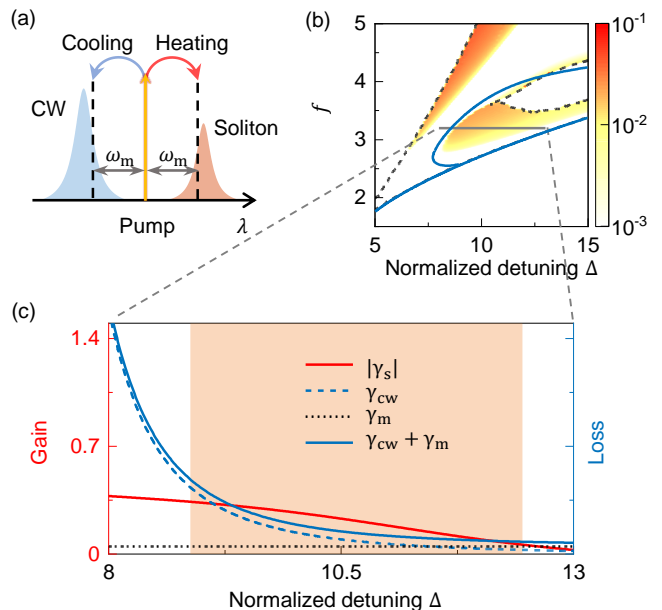 (a)
Cooling Heating
CW
Soliton
ωm ωm
Pump λ
(b)
f
5
4
3
2
5 10 15
Normalized detuning Δ
10⁻¹
10⁻²
10⁻³
(c)
Gain
1.4
0.7
0
|γs|
γcw
γm
γcw + γm
Loss
8 10.5 13
Normalized detuning Δ